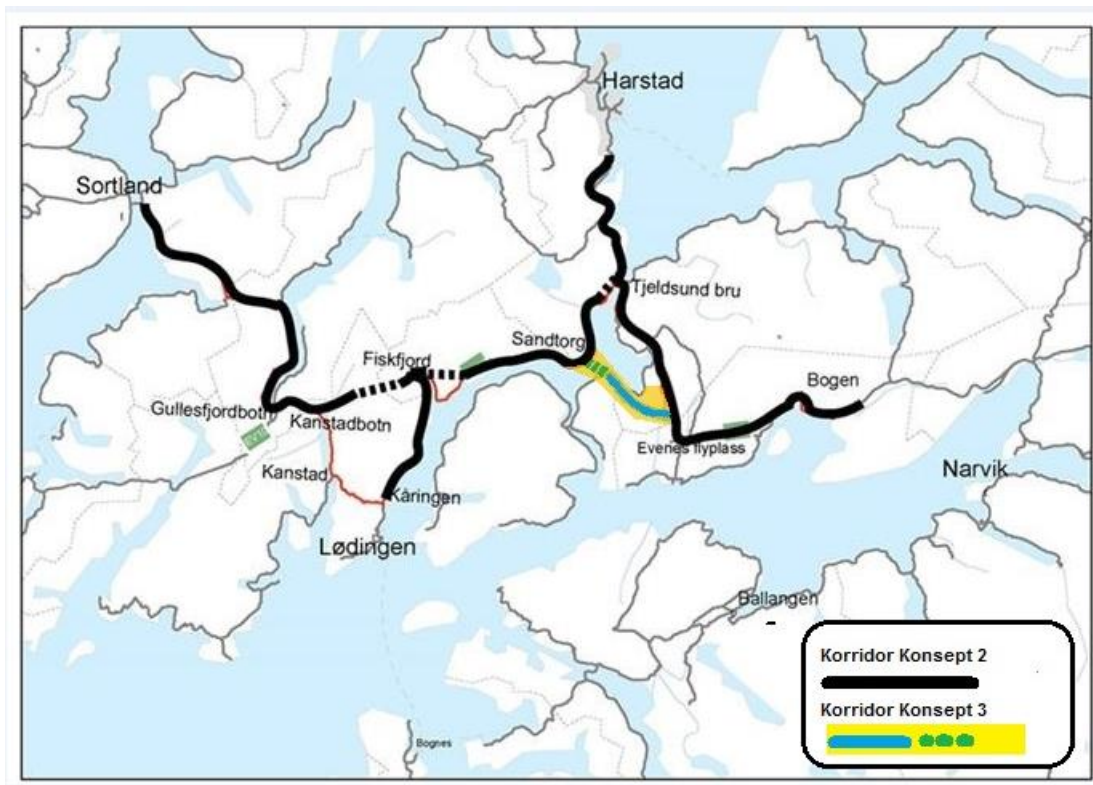 Harstad
Sortland
Tjeldsund bru
Sandtorg
Fiskfjord
Bogen
Gullesfjordbotn
Kanstadbotn
Evenes flyplass
Kanstad
Narvik
Kåringen
Lødingen
Ballangen
Korridor Konsept 2
Korridor Konsept 3
Bognes